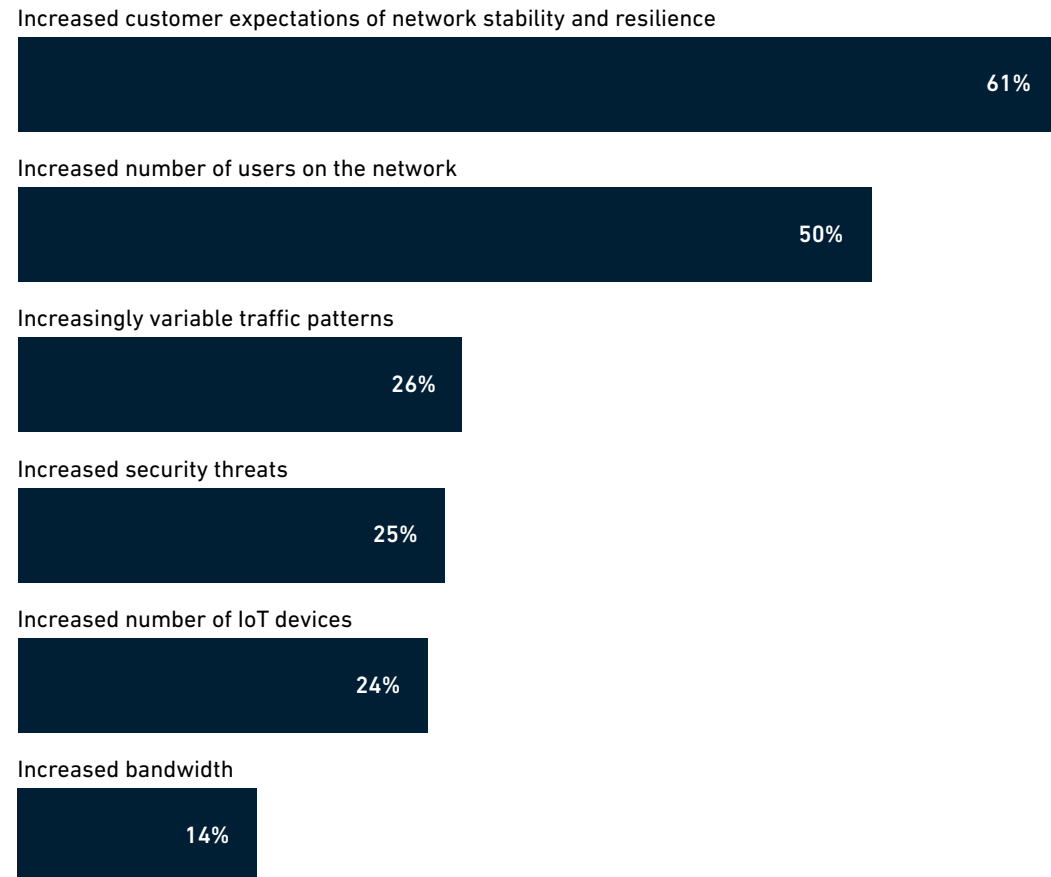 Increased customer expectations of network stability and resilience
61%
Increased number of users on the network
50%
Increasingly variable traffic patterns
26%
Increased security threats
25%
Increased number of IoT devices
24%
Increased bandwidth
14%